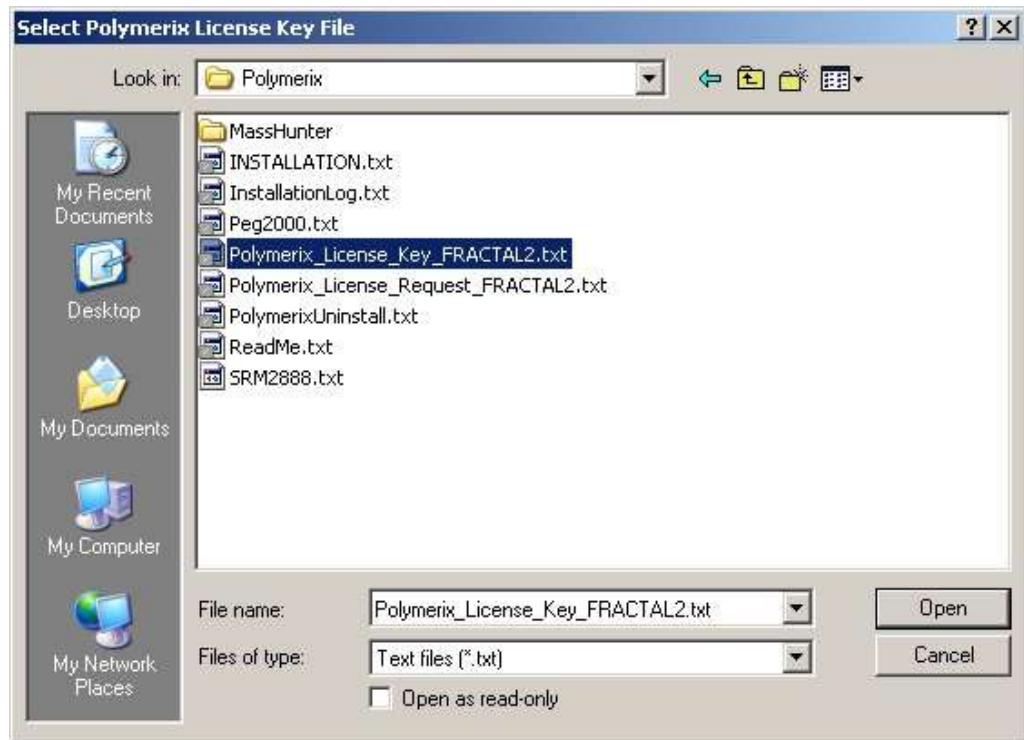 Select Polymerix License Key File
Look in: Polymerix
My Recent
Documents
Desktop
My Documents
My Computer
My Network
Places
MassHunter
INSTALLATION.txt
InstallationLog.txt
Peg2000.txt
Polymerix_License_Key_FRACTAL2.txt
Polymerix_License_Request_FRACTAL2.txt
PolymerixUninstall.txt
ReadMe.txt
SRM2888.txt
File name: Polymerix_License_Key_FRACTAL2.txt Open
Files of type: Text files (*.txt) Cancel
Open as read-only